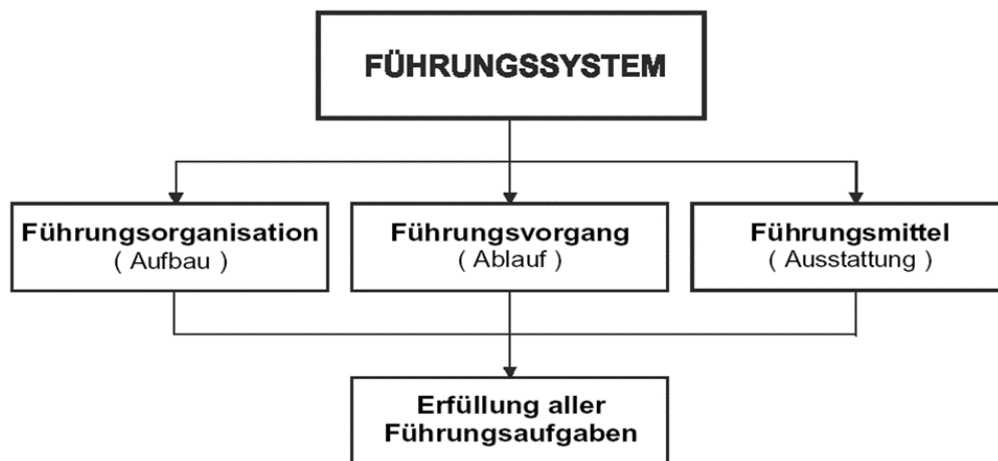 FÜHRUNGSSYSTEM
Führungsorganisation
( Aufbau )
Führungsvorgang
( Ablauf )
Führungsmittel
( Ausstattung )
Erfüllung aller
Führungsaufgaben